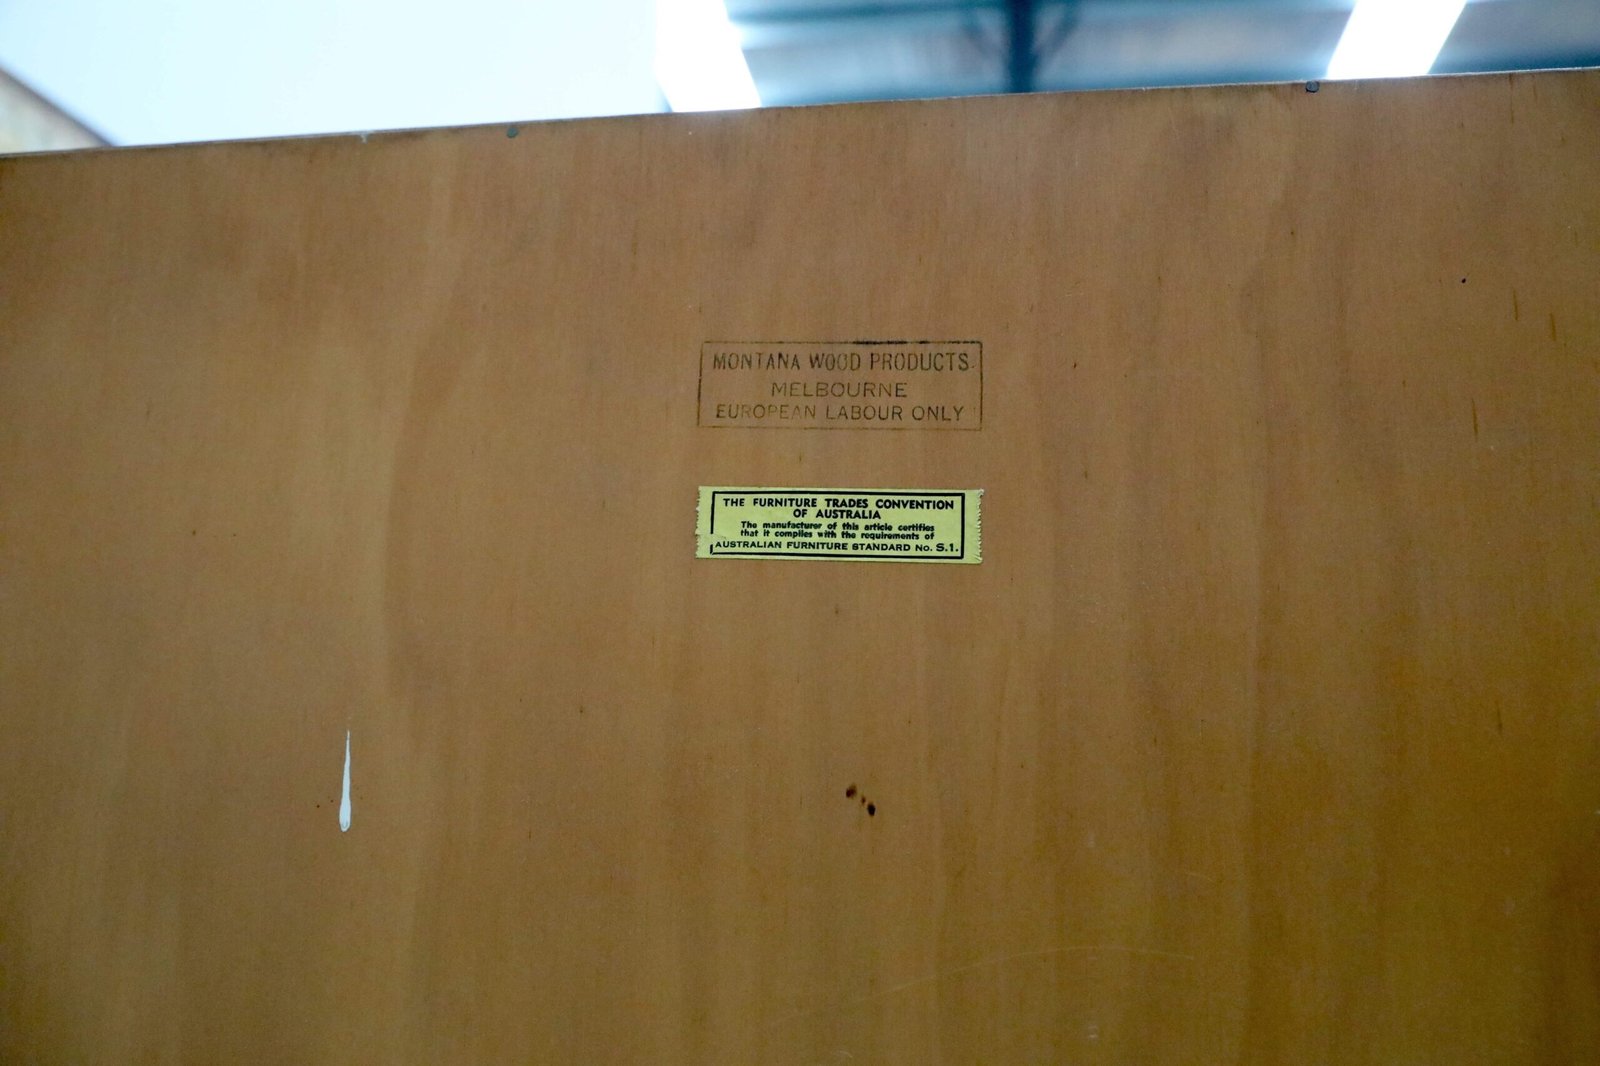 MONTANA WOOD PRODUCTS
MELBOURNE
EUROPEAN LABOUR ONLY
THE FURNITURE TRADES CONVENTION
OF AUSTRALIA
The manufacturer of this article certifies
that it complies with the requirements of
AUSTRALIAN FURNITURE STANDARD No. S.1.